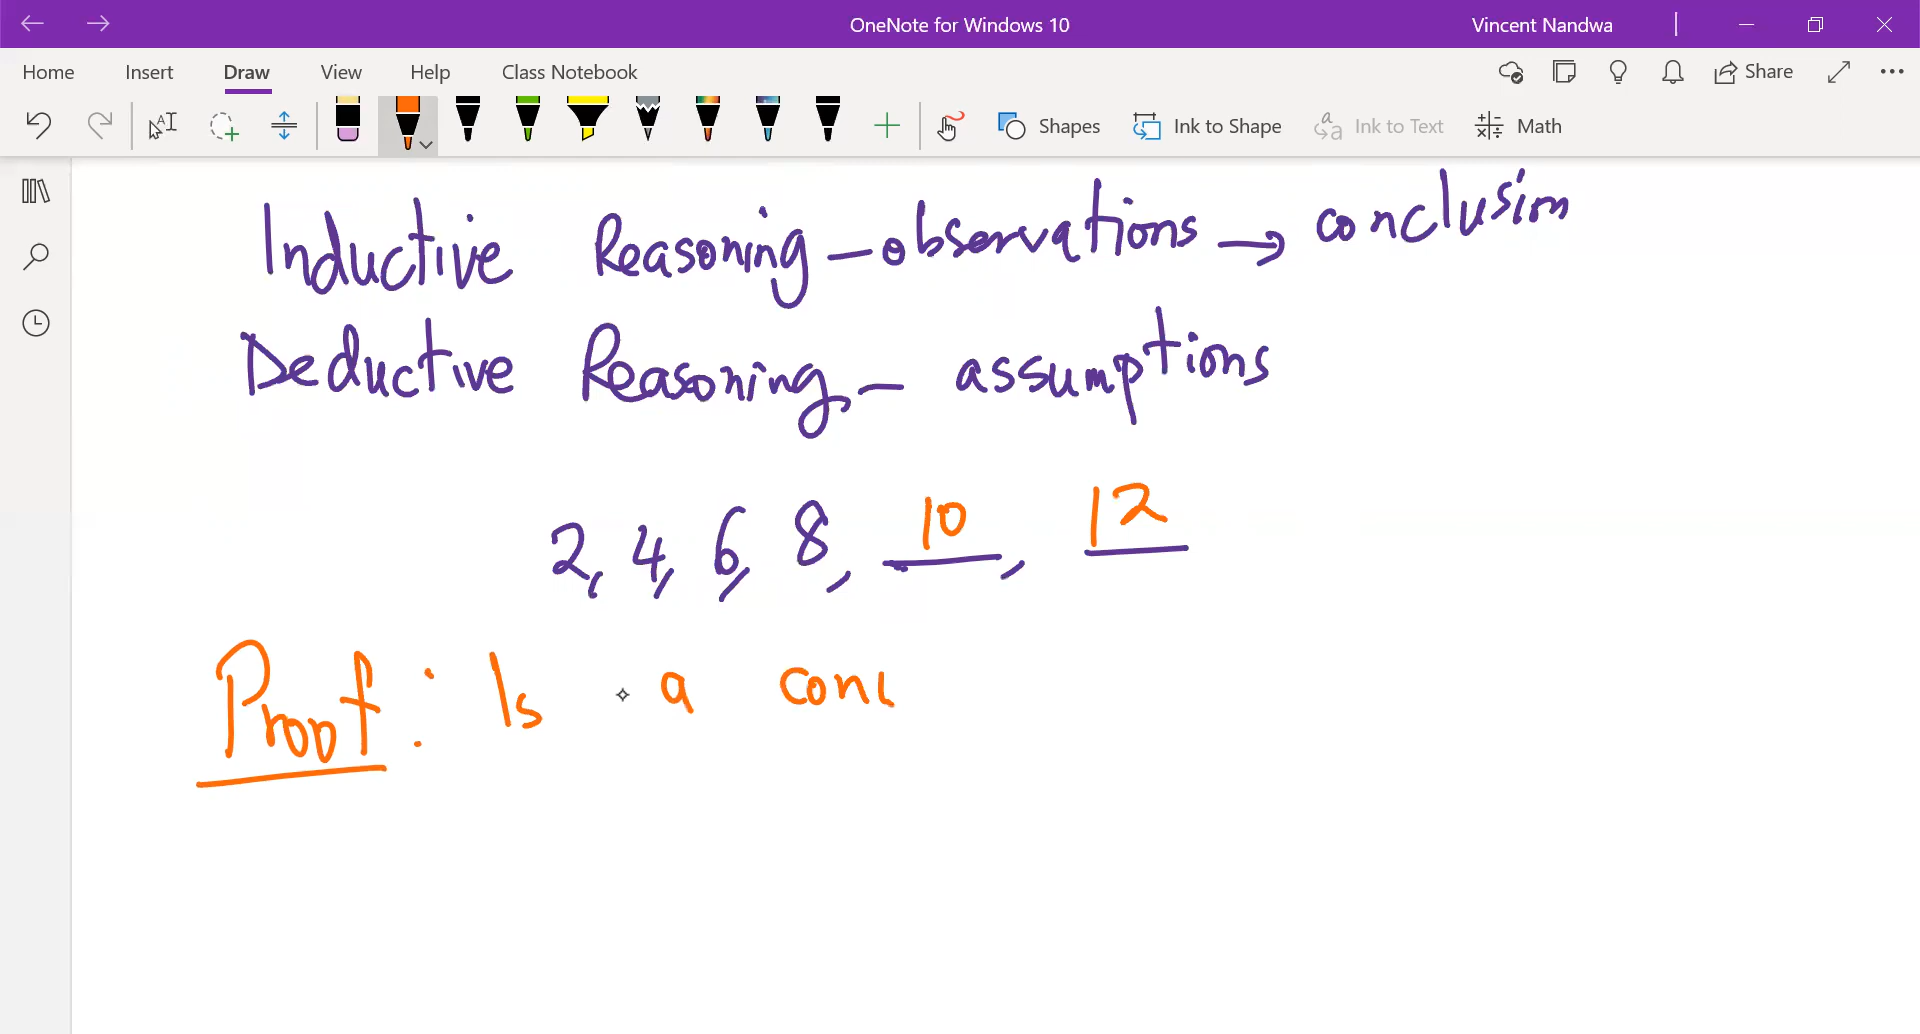 OneNote for Windows 10
Vincent Nandwa
Home Insert Draw View Help Class Notebook Share
Shapes Ink to Shape Ink to Text Math
Inductive Reasoning – observations → conclusion
Deductive Reasoning – assumptions
2, 4, 6, 8, 10, 12
Proof: Is a con